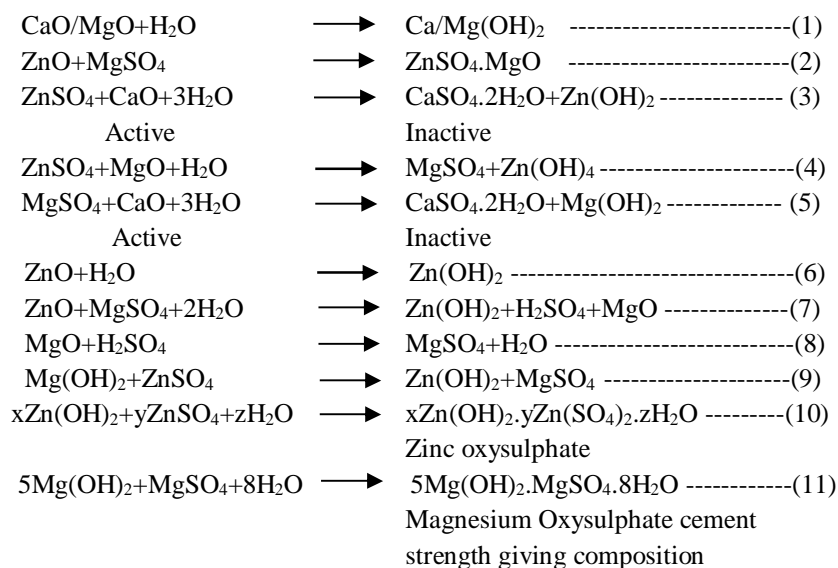 CaO/MgO+H₂O ⟶ Ca/Mg(OH)₂ ------------------------(1)
ZnO+MgSO₄ ⟶ ZnSO₄.MgO ---------------------------(2)
ZnSO₄+CaO+3H₂O ⟶ CaSO₄.2H₂O+Zn(OH)₂ -------------- (3)
Active Inactive
ZnSO₄+MgO+H₂O ⟶ MgSO₄+Zn(OH)₄ ---------------------(4)
MgSO₄+CaO+3H₂O ⟶ CaSO₄.2H₂O+Mg(OH)₂ ------------- (5)
Active Inactive
ZnO+H₂O ⟶ Zn(OH)₂ -------------------------------(6)
ZnO+MgSO₄+2H₂O ⟶ Zn(OH)₂+H₂SO₄+MgO --------------(7)
MgO+H₂SO₄ ⟶ MgSO₄+H₂O --------------------------(8)
Mg(OH)₂+ZnSO₄ ⟶ Zn(OH)₂+MgSO₄ --------------------(9)
xZn(OH)₂+yZnSO₄+zH₂O ⟶ xZn(OH)₂.yZn(SO₄)₂.zH₂O ---------(10)
Zinc oxysulphate
5Mg(OH)₂+MgSO₄+8H₂O ⟶ 5Mg(OH)₂.MgSO₄.8H₂O ------------(11)
Magnesium Oxysulphate cement
strength giving composition